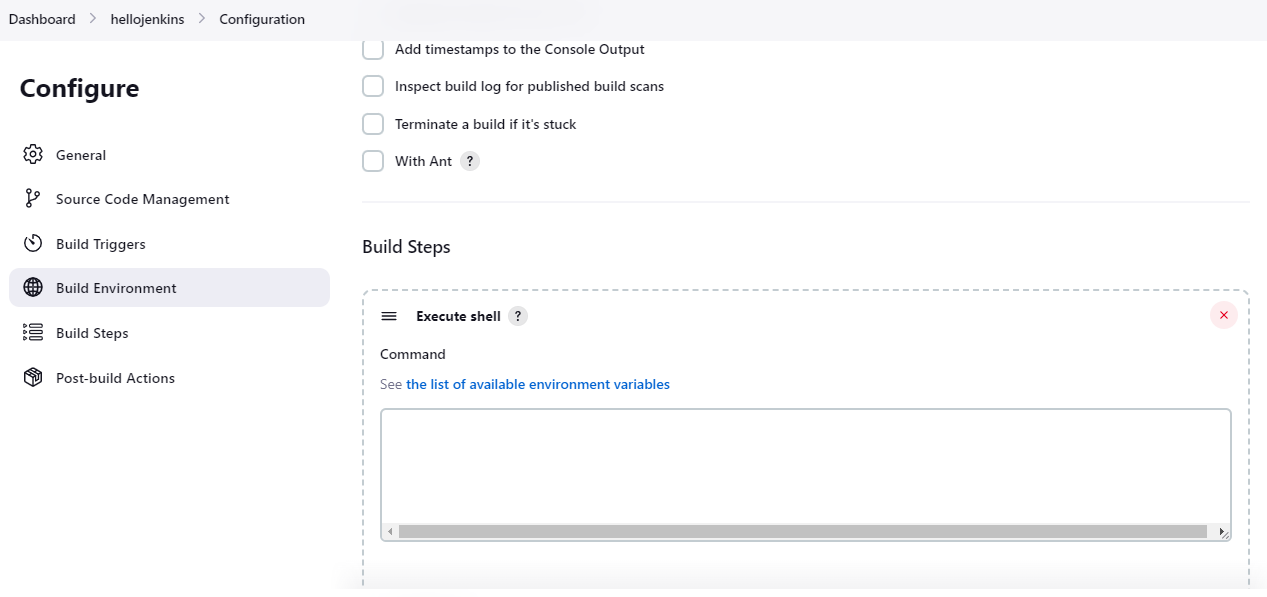 Dashboard > hellojenkins > Configuration
Configure
General
Source Code Management
Build Triggers
Build Environment
Build Steps
Post-build Actions
Add timestamps to the Console Output
Inspect build log for published build scans
Terminate a build if it's stuck
With Ant ?
Build Steps
Execute shell ?
Command
See the list of available environment variables